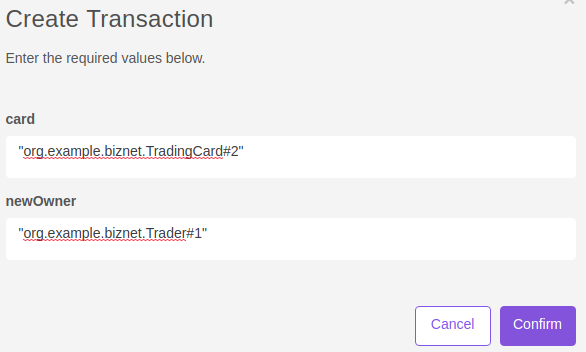 Create Transaction
Enter the required values below.
card
"org.example.biznet.TradingCard#2"
newOwner
"org.example.biznet.Trader#1"
Cancel Confirm